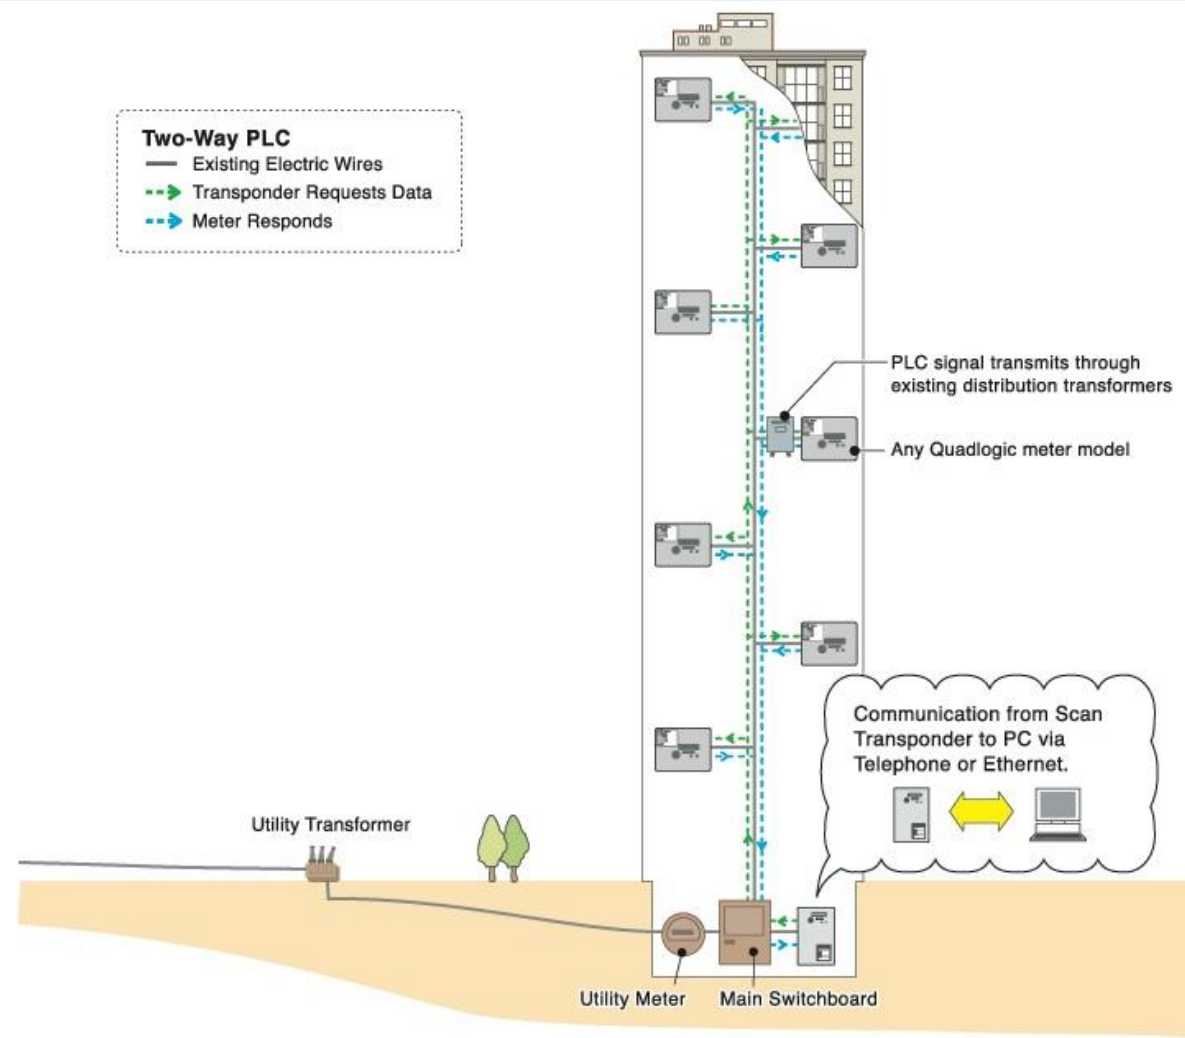 Two-Way PLC
Existing Electric Wires
Transponder Requests Data
Meter Responds
PLC signal transmits through
existing distribution transformers
Any Quadlogic meter model
Communication from Scan
Transponder to PC via
Telephone or Ethernet.
Utility Transformer
Utility Meter
Main Switchboard